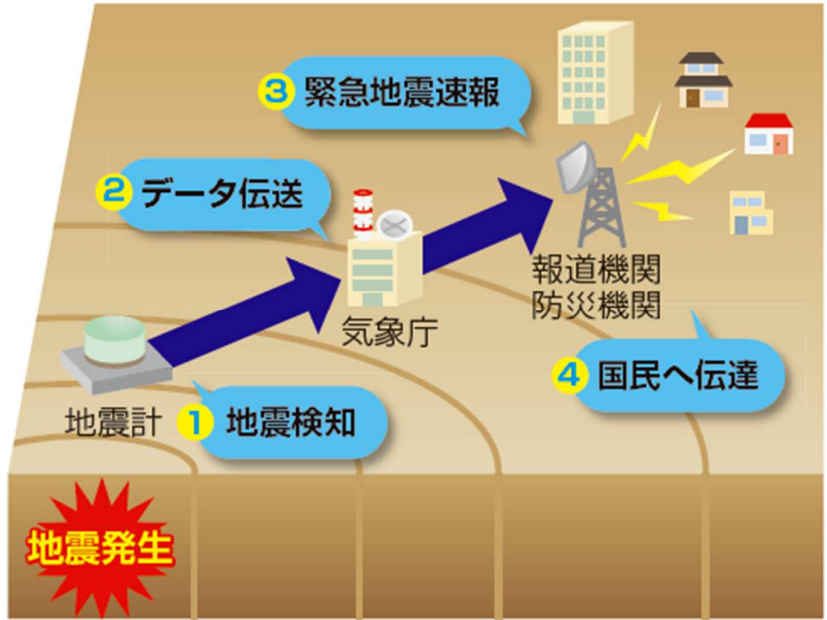 3 緊急地震速報
2 データ伝送
報道機関
防災機関
気象庁
4 国民へ伝達
地震計
1 地震検知
地震発生